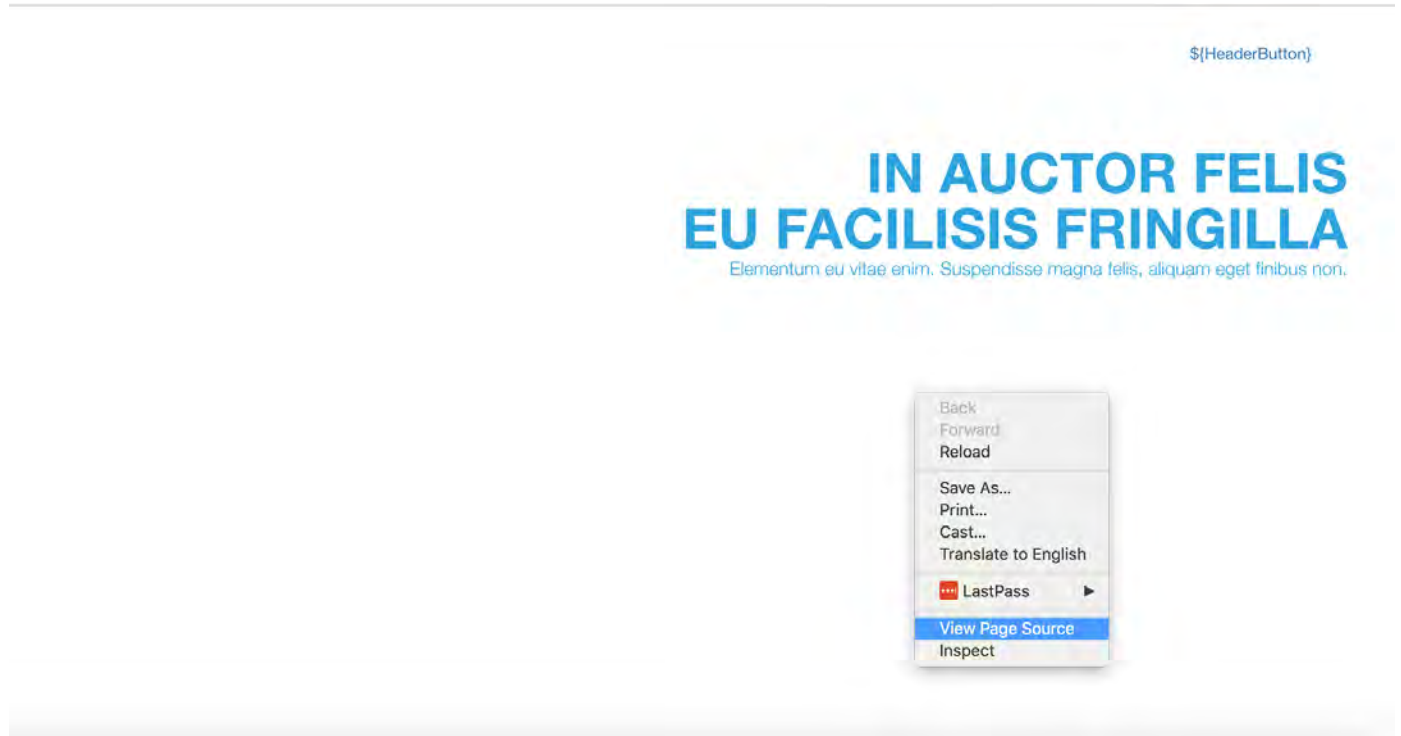 ${HeaderButton}
IN AUCTOR FELIS
EU FACILISIS FRINGILLA
Elementum eu vitae enim. Suspendisse magna felis, aliquam eget finibus non.
Back
Forward
Reload
Save As...
Print...
Cast...
Translate to English
LastPass
View Page Source
Inspect